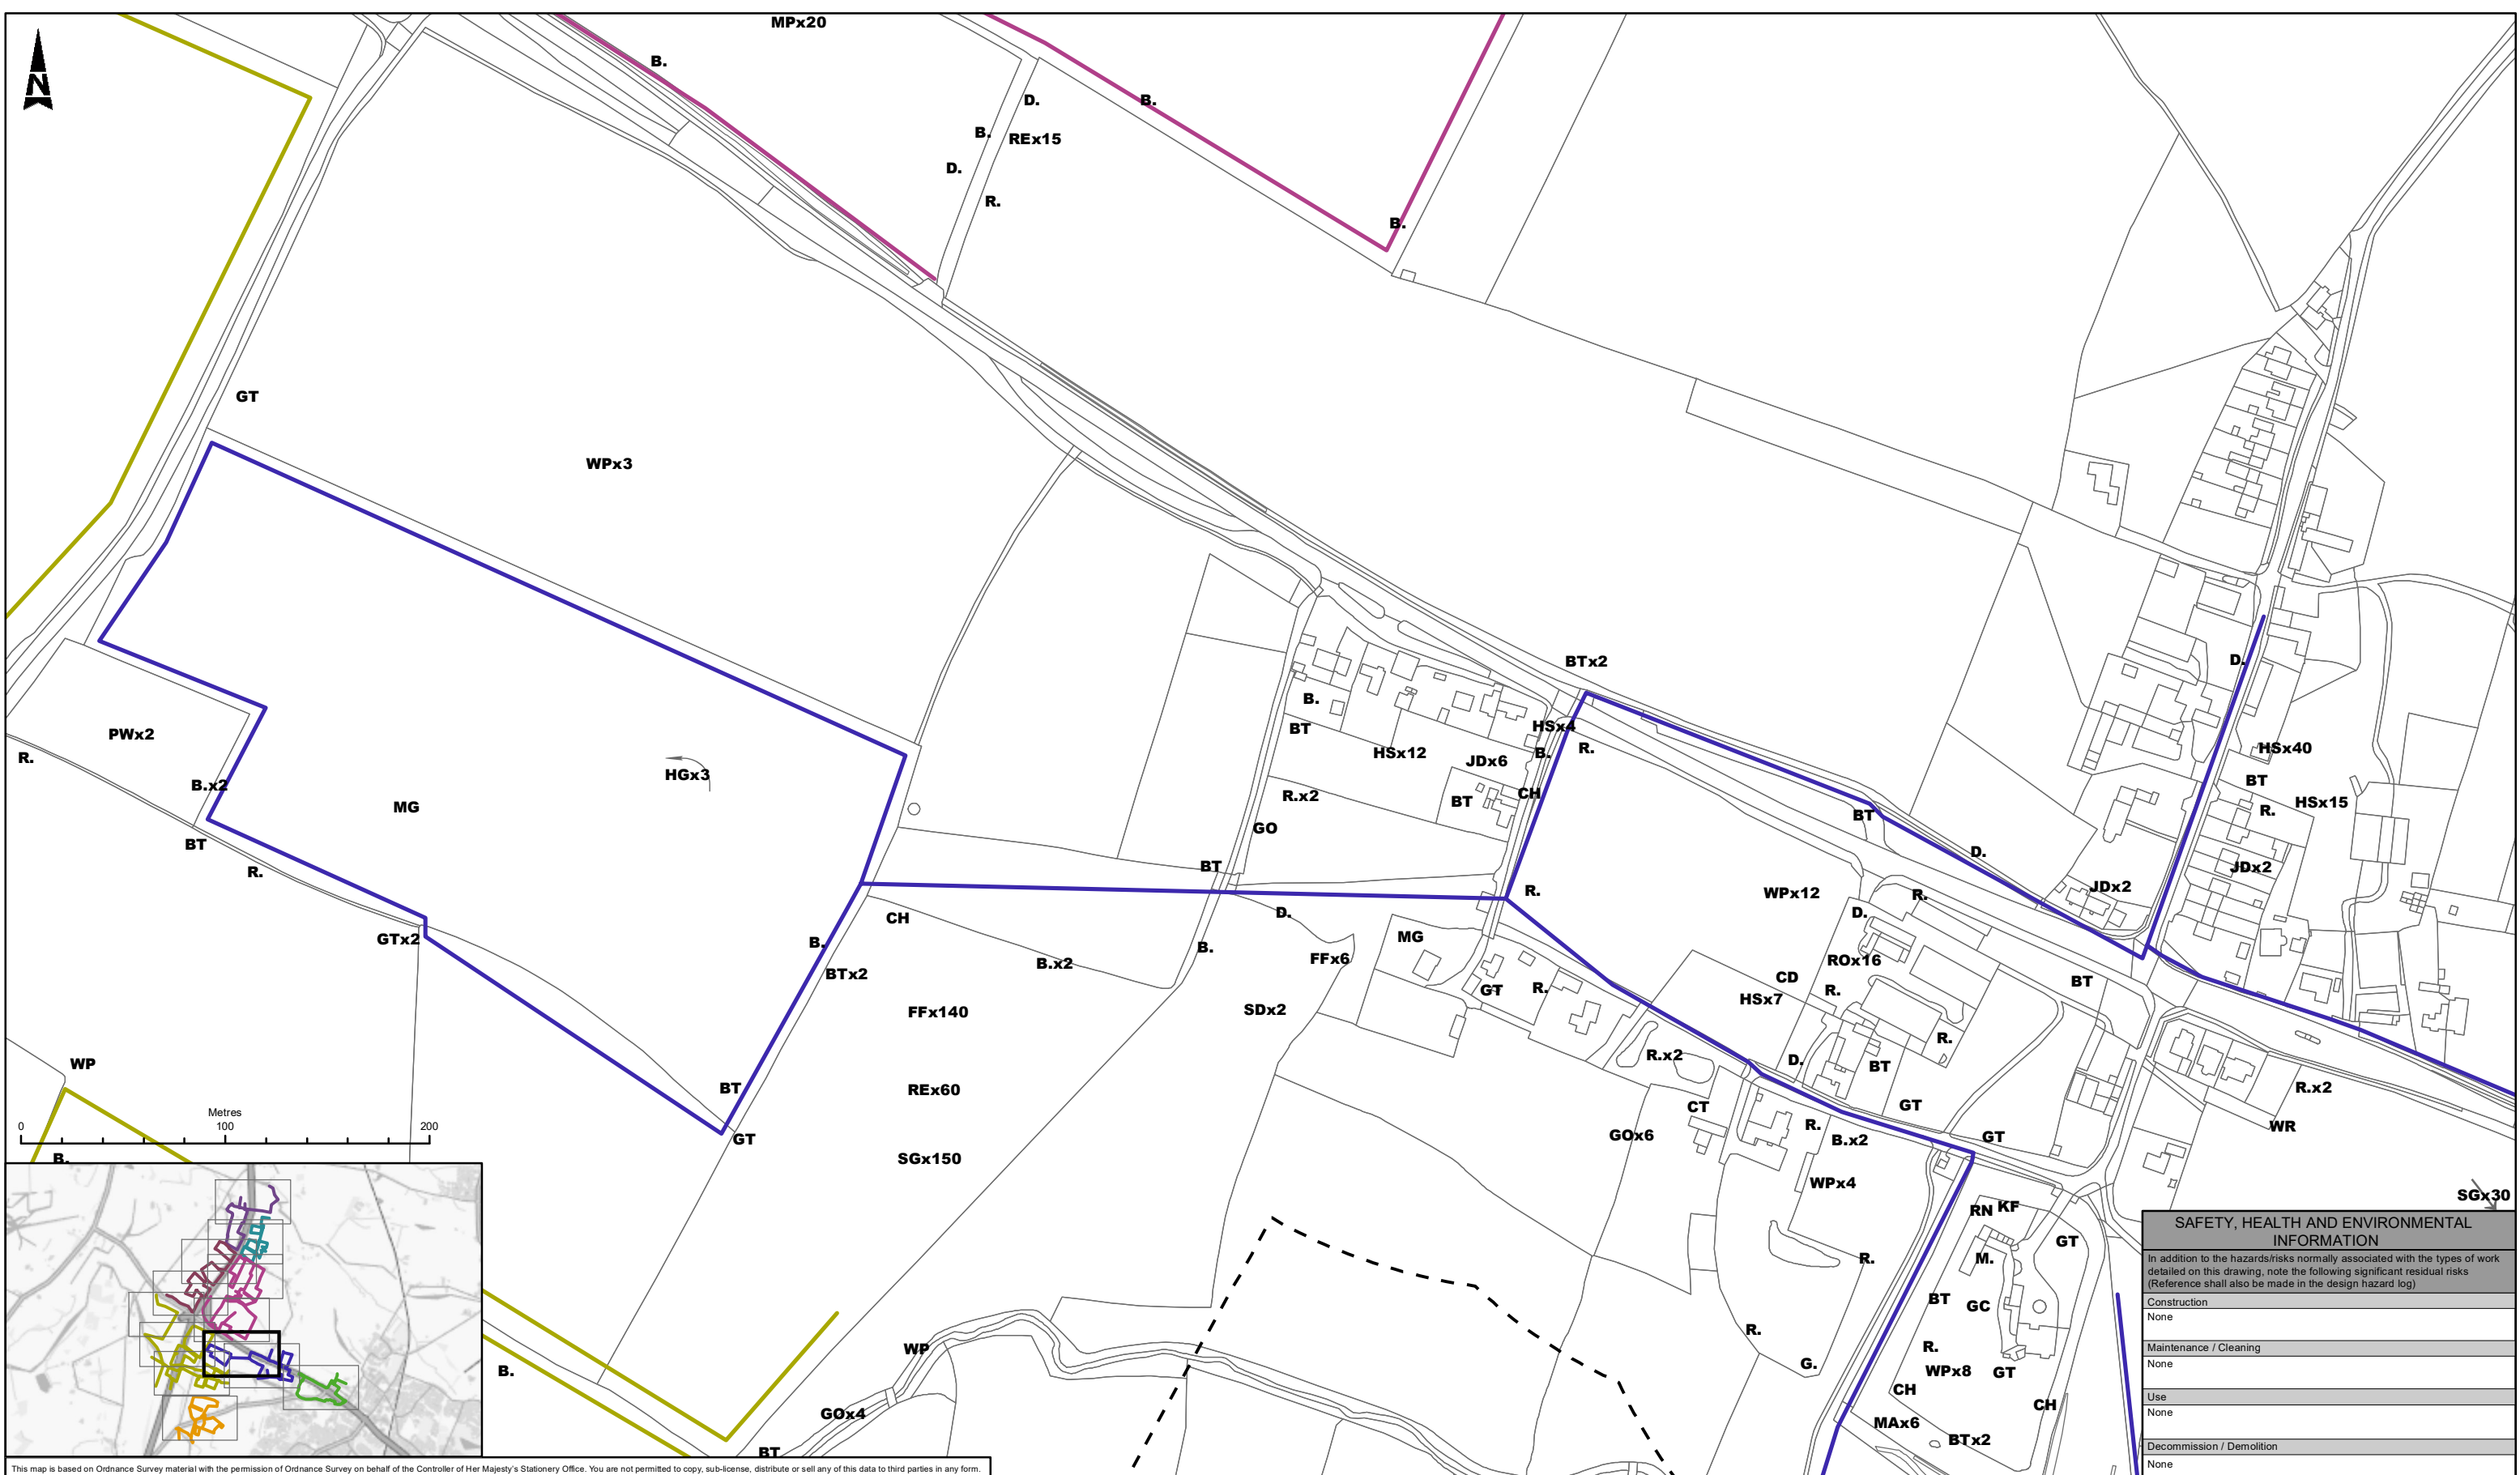 MPx20
N
B.
D.
B.
B.
RE x15
D.
R.
B.
GT
WPx3
BTx2
D.
B.
HSx4
BT
R.
HSx12
B.
HSx40
PWx2
R.
JDx6
HGx3
BT
B.x2
CH
R.x2
BT
HSx15
MG
R.
BT
GO
BT
D.
BT
JDx2
R.
JDx2
R.
WPx12
R.
CH
D.
D.
GTx2
B.
B.
MG
B.x2
FFx6
ROx16
BTx2
CD
BT
GT
R.
R.
HSx7
FFx140
SDx2
R.
R.x2
WP
D.
BT
BT
REx60
R.x2
CT
GT
Metres
0
100
200
R.
WR
GOx6
GT
B.x2
GT
B.
SGx150
WPx4
SGx30
RN
KF
GT
R.
M.
BT
GC
R.
R.
WP
G.
WPx8
GT
B.
CH
CH
GOx4
MAx6
BTx2
BT
SAFETY, HEALTH AND ENVIRONMENTAL
INFORMATION
In addition to the hazards/risks normally associated with the types of work
detailed on this drawing, note the following significant residual risks
(Reference shall also be made in the design hazard log)
Construction
None
Maintenance / Cleaning
None
Use
None
Decommission / Demolition
None
This map is based on Ordnance Survey material with the permission of Ordnance Survey on behalf of the Controller of Her Majesty's Stationery Office. You are not permitted to copy, sub-license, distribute or sell any of this data to third parties in any form.